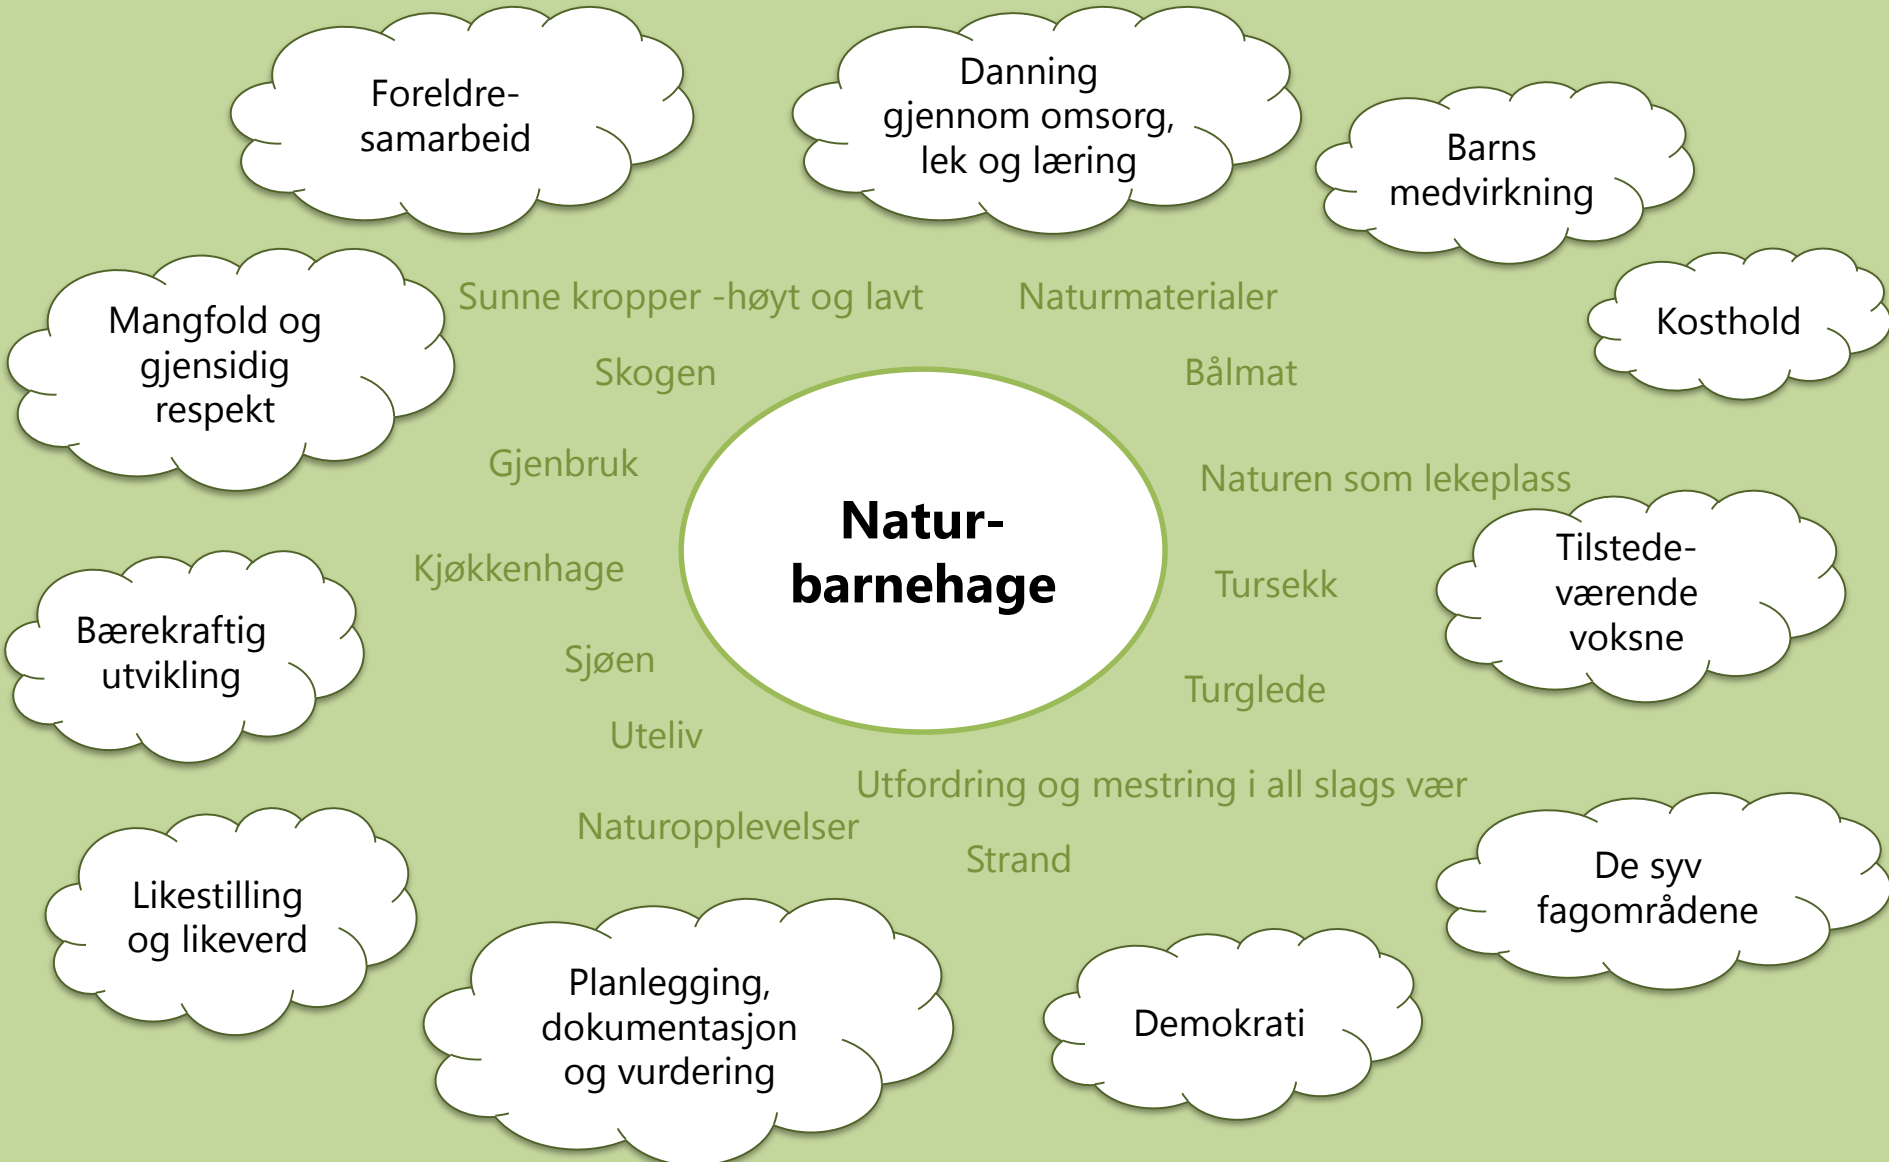 Foreldre-
samarbeid
Danning
gjennom omsorg,
lek og læring
Barns
medvirkning
Mangfold og
gjensidig
respekt
Sunne kropper -høyt og lavt
Naturmaterialer
Kosthold
Skogen
Bålmat
Gjenbruk
Naturen som lekeplass
Natur-
barnehage
Kjøkkenhage
Tursekk
Tilstede-
værende
voksne
Bærekraftig
utvikling
Sjøen
Turglede
Uteliv
Utfordring og mestring i all slags vær
Naturopplevelser
Strand
Likestilling
og likeverd
De syv
fagområdene
Planlegging,
dokumentasjon
og vurdering
Demokrati